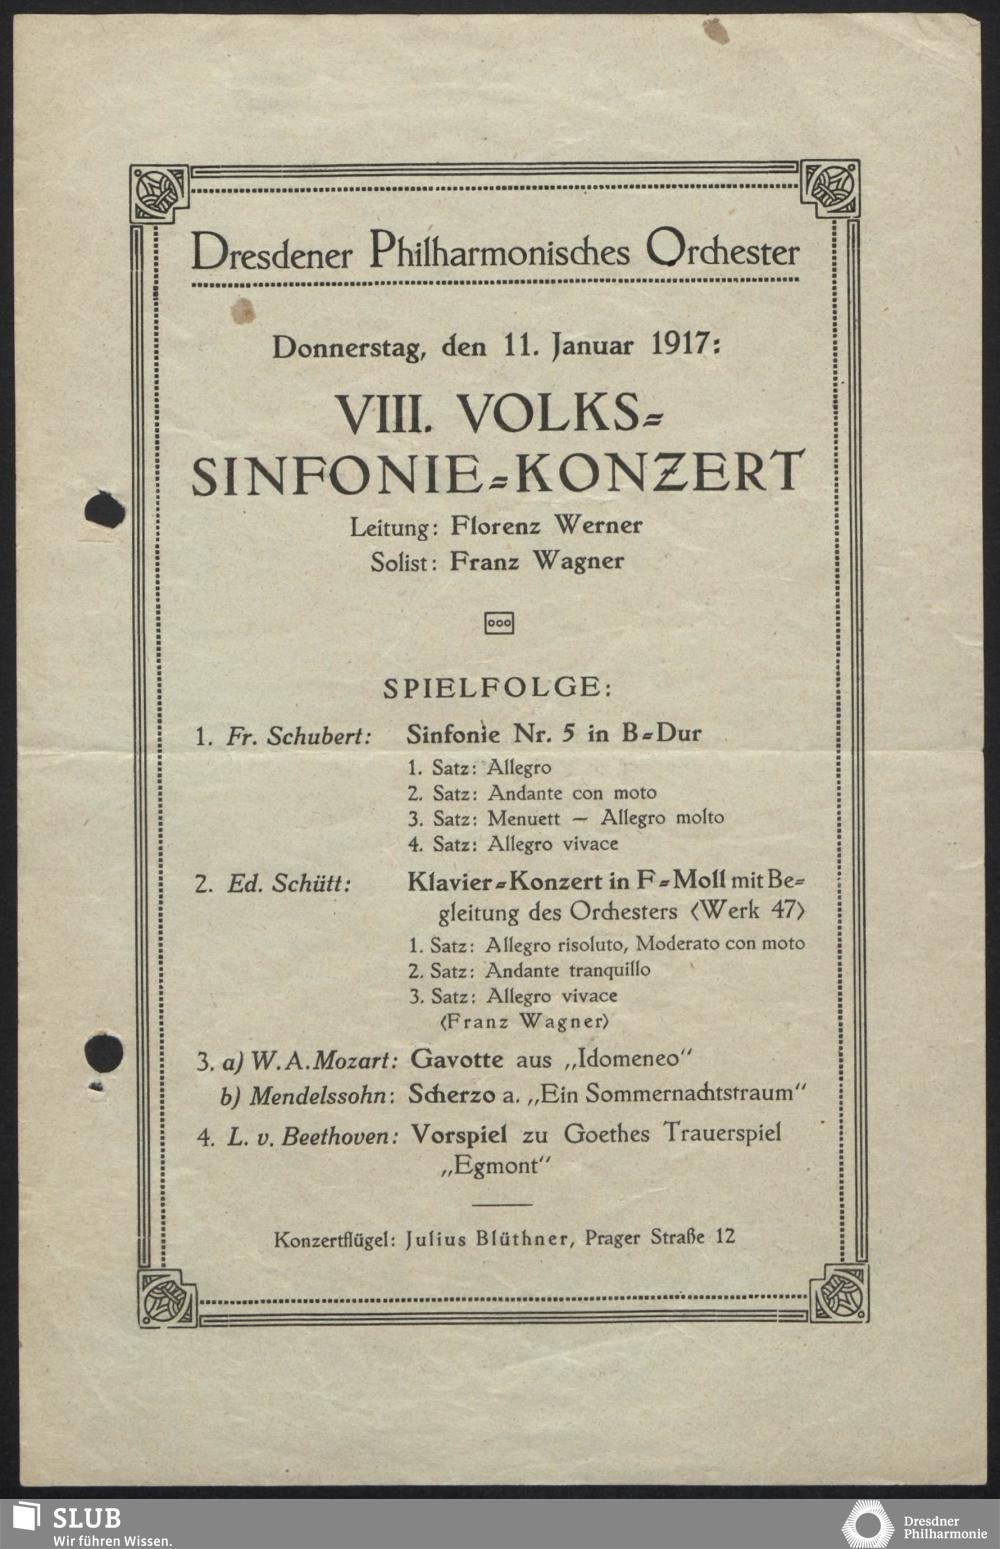 Dresdener Philharmonisches Orchester
Donnerstag, den 11. Januar 1917:
VIII. VOLKS=
SINFONIE=KONZERT
Leitung: Florenz Werner
Solist: Franz Wagner
SPIELFOLGE:
1. Fr. Schubert: Sinfonie Nr. 5 in B=Dur
1. Satz: Allegro
2. Satz: Andante con moto
3. Satz: Menuett — Allegro molto
4. Satz: Allegro vivace
2. Ed. Schütt: Klavier=Konzert in F=Moll mit Be=
gleitung des Orchesters (Werk 47)
1. Satz: Allegro risoluto, Moderato con moto
2. Satz: Andante tranquillo
3. Satz: Allegro vivace
(Franz Wagner)
3. a) W. A. Mozart: Gavotte aus „Idomeneo“
b) Mendelssohn: Scherzo a. „Ein Sommernachtstraum“
4. L. v. Beethoven: Vorspiel zu Goethes Trauerspiel
„Egmont“
Konzertflügel: Julius Blüthner, Prager Straße 12
SLUB
Wir führen Wissen.
Dresdner
Philharmonie